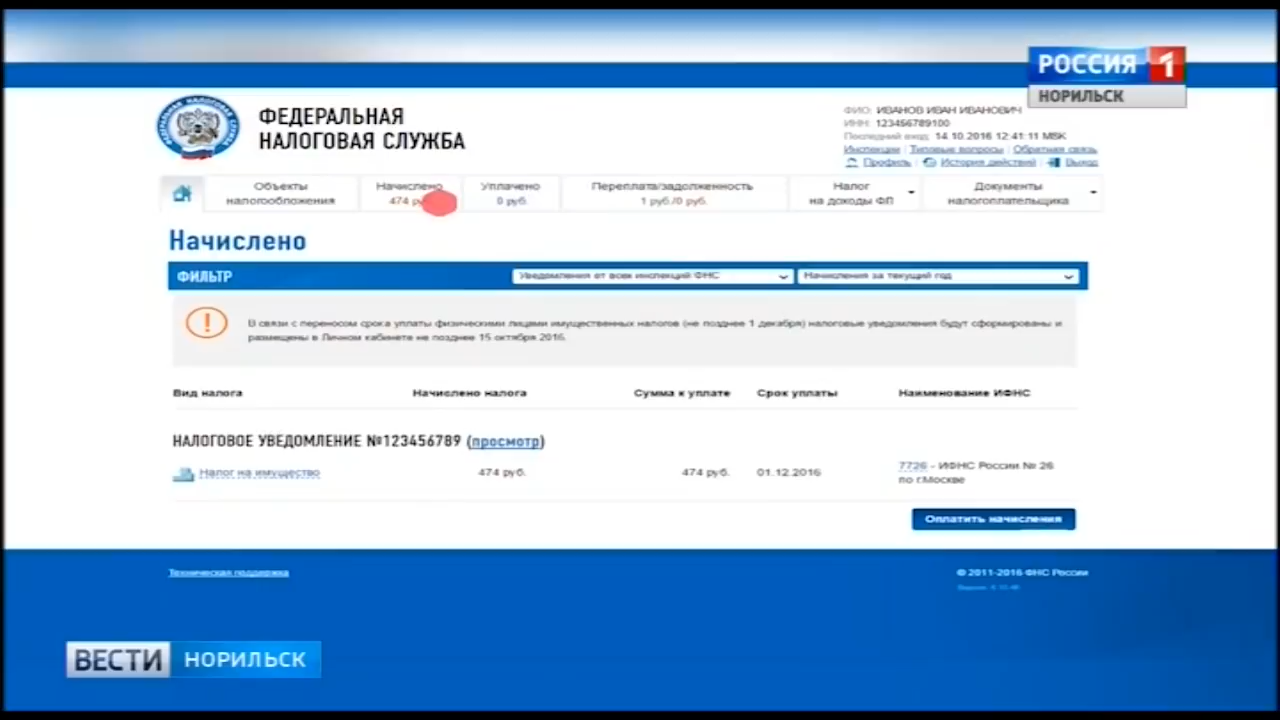 РОССИЯ 1
НОРИЛЬСК
ФЕДЕРАЛЬНАЯ
НАЛОГОВАЯ СЛУЖБА
ФИО: ИВАНОВ ИВАН ИВАНОВИЧ
ИНН: 123456789100
Последний вход: 14.10.2016 12:41:11 MSK
Инспекции | Типовые вопросы | Обратная связь
Профиль | История действий | Выход
Объекты налогообложения
Начислено
474
Уплачено
0 руб.
Переплата/задолженность
1 руб./0 руб.
Налог на доходы ФЛ
Документы налогоплательщика
Начислено
ФИЛЬТР
Уведомления от всех инспекций ФНС
Начисления за текущий год
В связи с переносом срока уплаты физическими лицами имущественных налогов (не позднее 1 декабря) налоговые уведомления будут сформированы и
размещены в Личном кабинете не позднее 15 октября 2016.
Вид налога Начислено налога Сумма к уплате Срок уплаты Наименование ИФНС
НАЛОГОВОЕ УВЕДОМЛЕНИЕ №123456789 (просмотр)
Налог на имущество 474 руб. 474 руб. 01.12.2016 7726 - ИФНС России № 26
по г.Москве
Оплатить начисления
Техническая поддержка
© 2011-2016 ФНС России
ВЕСТИ НОРИЛЬСК